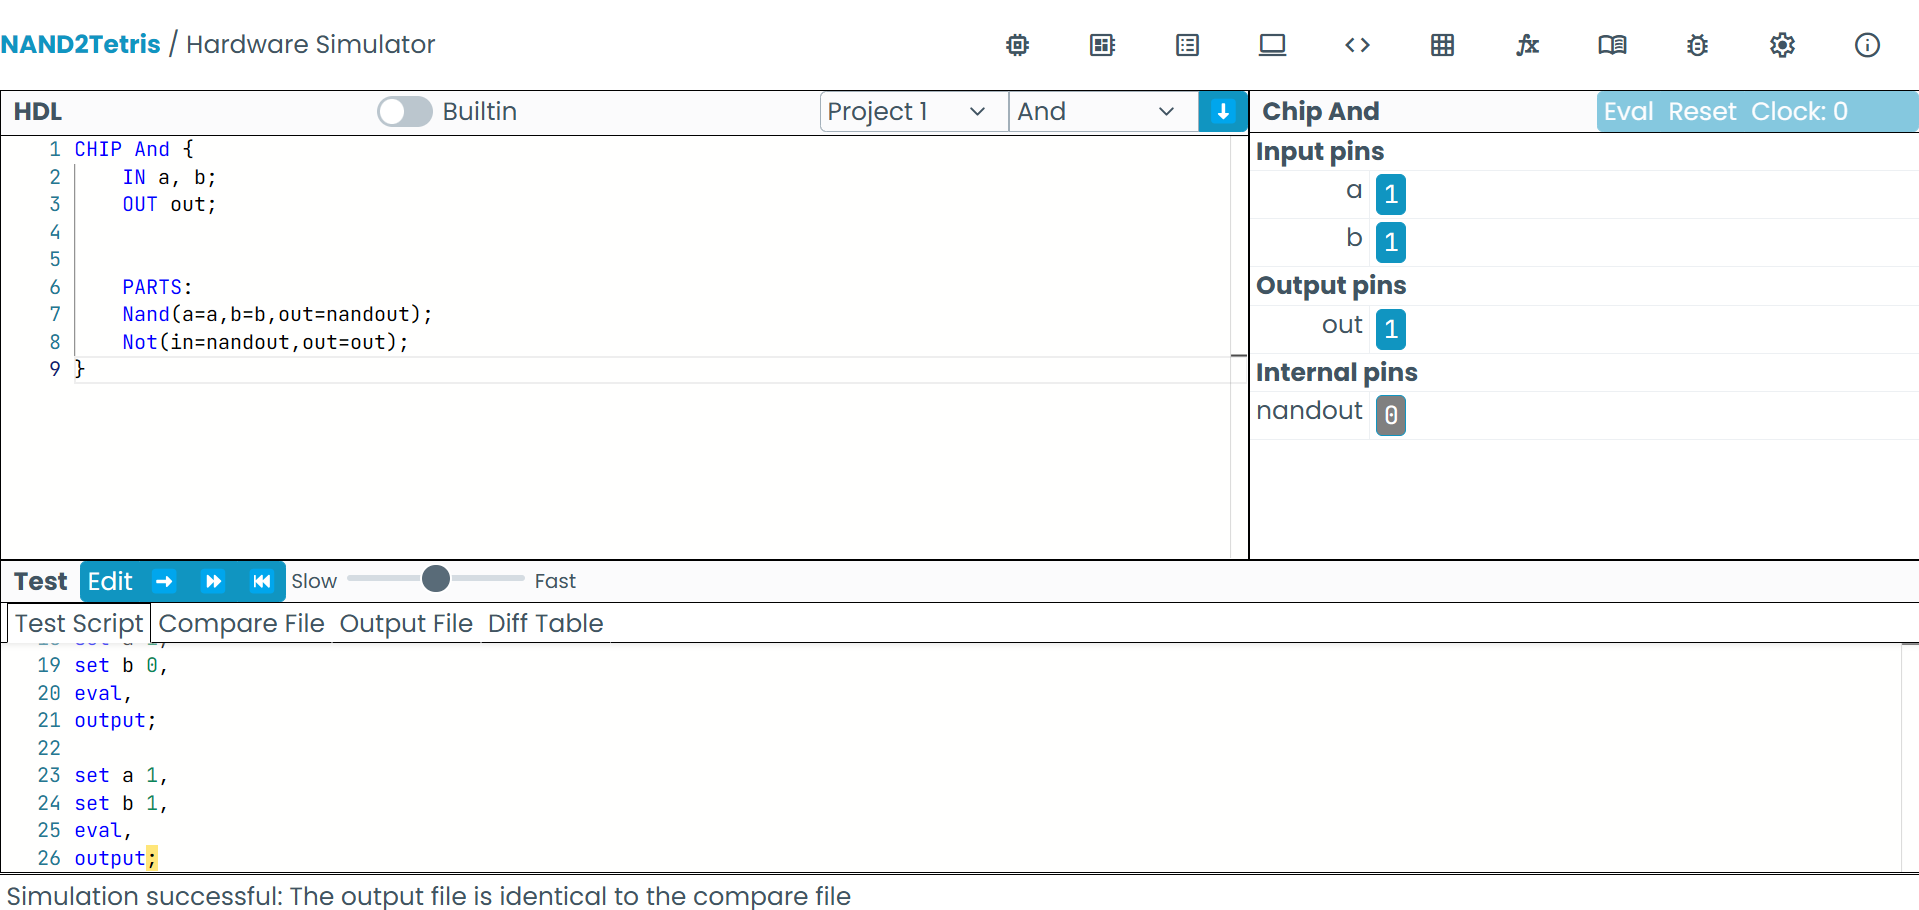 NAND2Tetris / Hardware Simulator
HDL Builtin Project 1 And
1 CHIP And {
2 IN a, b;
3 OUT out;
4
5
6 PARTS:
7 Nand(a=a,b=b,out=nandout);
8 Not(in=nandout,out=out);
9 }
Chip And Eval Reset Clock: 0
Input pins
a 1
b 1
Output pins
out 1
Internal pins
nandout 0
Test Edit Slow Fast
Test Script Compare File Output File Diff Table
19 set b 0,
20 eval,
21 output;
22
23 set a 1,
24 set b 1,
25 eval,
26 output;
Simulation successful: The output file is identical to the compare file